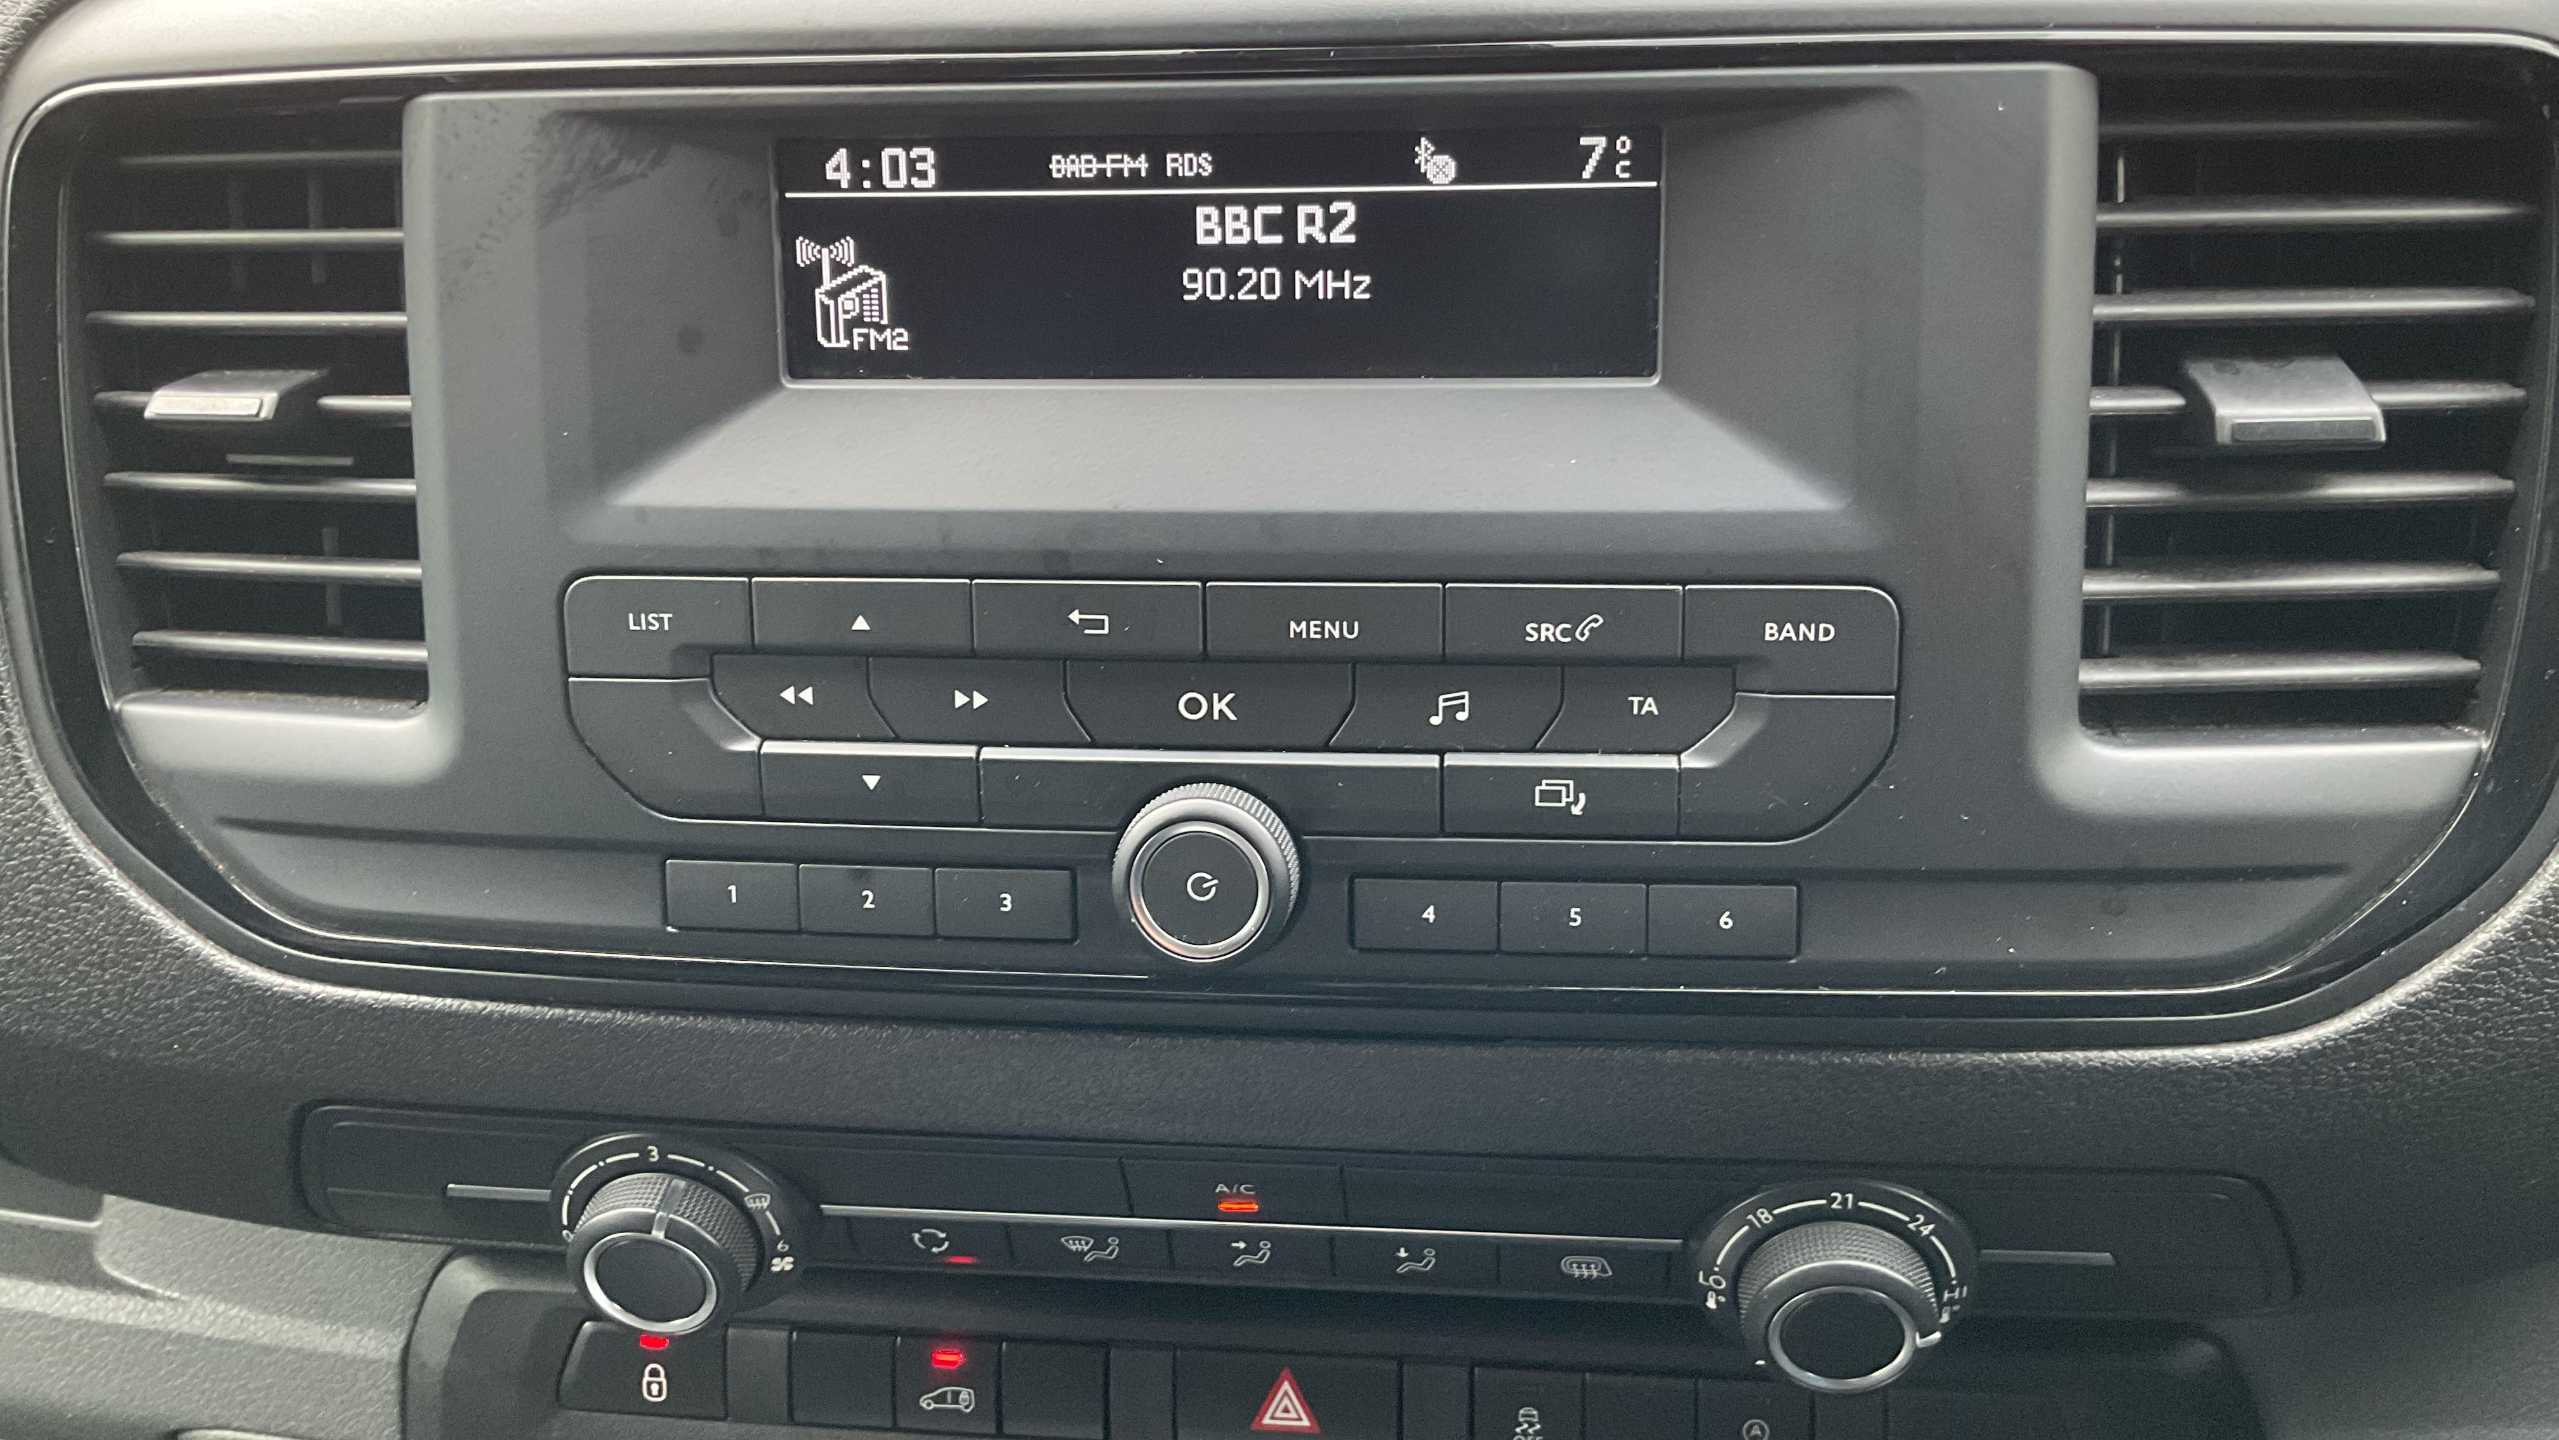 4:03 DAB-FM RDS 7°C
BBC R2
90.20 MHz
FM2
LIST MENU SRC BAND
OK TA
1 2 3 4 5 6
3 6
A/C
18 21 24 HI
A